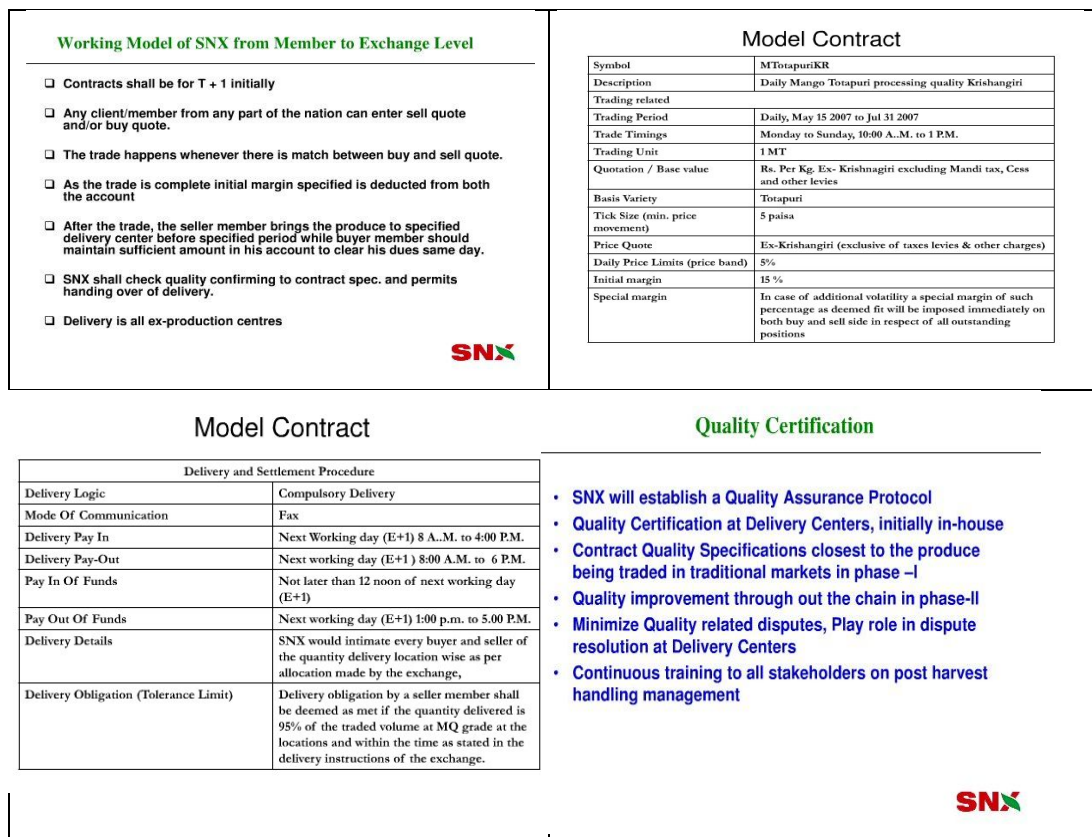 Working Model of SNX from Member to Exchange Level
❑ Contracts shall be for T + 1 initially
❑ Any client/member from any part of the nation can enter sell quote
and/or buy quote.
❑ The trade happens whenever there is match between buy and sell quote.
❑ As the trade is complete initial margin specified is deducted from both
the account
❑ After the trade, the seller member brings the produce to specified
delivery center before specified period while buyer member should
maintain sufficient amount in his account to clear his dues same day.
❑ SNX shall check quality confirming to contract spec. and permits
handing over of delivery.
❑ Delivery is all ex-production centres
SNX
Model Contract
Symbol MTotapuriKR
Description Daily Mango Totapuri processing quality Krishangiri
Trading related
Trading Period Daily, May 15 2007 to Jul 31 2007
Trade Timings Monday to Sunday, 10:00 A..M. to 1 P.M.
Trading Unit 1 MT
Quotation / Base value Rs. Per Kg. Ex- Krishnagiri excluding Mandi tax, Cess
and other levies
Basis Variety Totapuri
Tick Size (min. price 5 paisa
movement)
Price Quote Ex-Krishangiri (exclusive of taxes levies & other charges)
Daily Price Limits (price band) 5%
Initial margin 15 %
Special margin In case of additional volatility a special margin of such
percentage as deemed fit will be imposed immediately on
both buy and sell side in respect of all outstanding
positions
Model Contract
Delivery and Settlement Procedure
Delivery Logic Compulsory Delivery
Mode Of Communication Fax
Delivery Pay In Next Working day (E+1) 8 A..M. to 4:00 P.M.
Delivery Pay-Out Next working day (E+1 ) 8:00 A.M. to 6 P.M.
Pay In Of Funds Not later than 12 noon of next working day
(E+1)
Pay Out Of Funds Next working day (E+1) 1:00 p.m. to 5.00 P.M.
Delivery Details SNX would intimate every buyer and seller of
the quantity delivery location wise as per
allocation made by the exchange,
Delivery Obligation (Tolerance Limit) Delivery obligation by a seller member shall
be deemed as met if the quantity delivered is
95% of the traded volume at MQ grade at the
locations and within the time as stated in the
delivery instructions of the exchange.
Quality Certification
• SNX will establish a Quality Assurance Protocol
• Quality Certification at Delivery Centers, initially in-house
• Contract Quality Specifications closest to the produce
being traded in traditional markets in phase –I
• Quality improvement through out the chain in phase-II
• Minimize Quality related disputes, Play role in dispute
resolution at Delivery Centers
• Continuous training to all stakeholders on post harvest
handling management
SNX